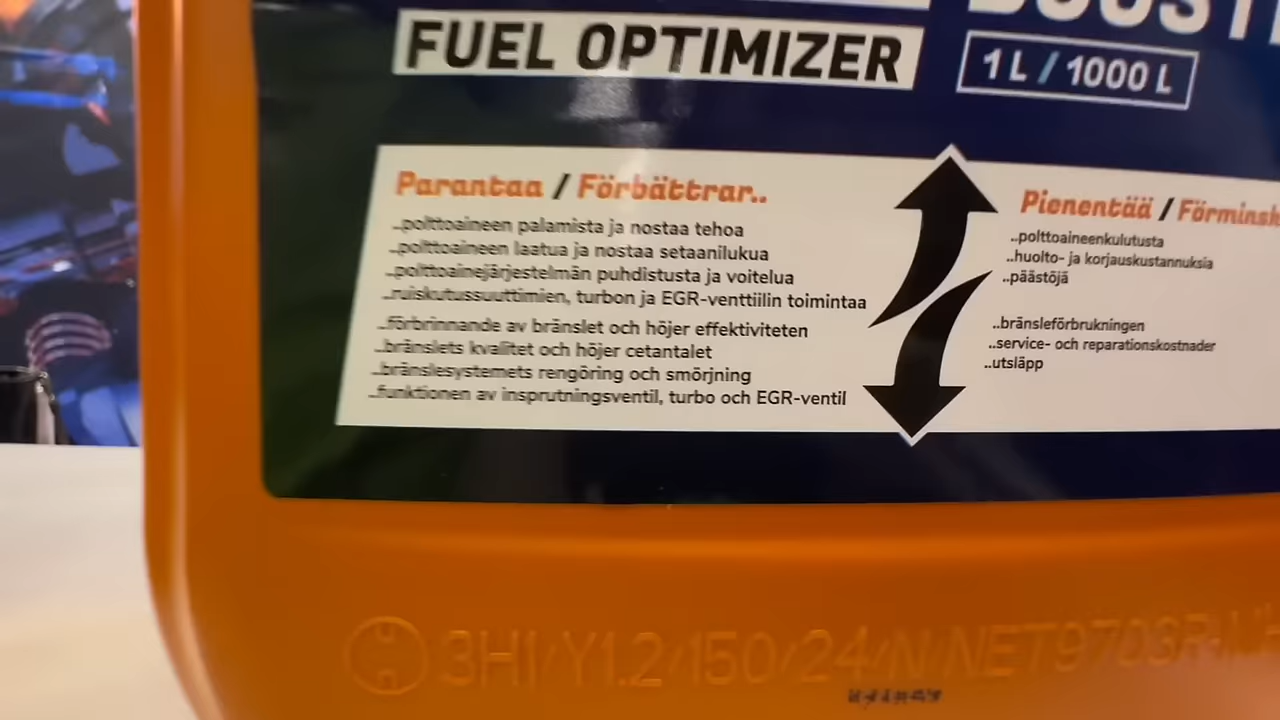 FUEL OPTIMIZER
1 L / 1000 L
Parantaa / Förbättrar..
..polttoaineen palamista ja nostaa tehoa
..polttoaineen laatua ja nostaa setaanilukua
..polttoainejärjestelmän puhdistusta ja voitelua
..ruiskutussuuttimien, turbon ja EGR-venttiilin toimintaa
..förbrinnande av bränslet och höjer effektiviteten
..bränslets kvalitet och höjer cetantalet
..bränslesystemets rengöring och smörjning
..funktionen av insprutningsventil, turbo och EGR-ventil
Pienentää / Förminsk
..polttoaineenkulutusta
..huolto- ja korjauskustannuksia
..päästöjä
..bränsleförbrukningen
..service- och reparationskostnader
..utsläpp
3H1/Y1.2/150/24/N/NET970GR